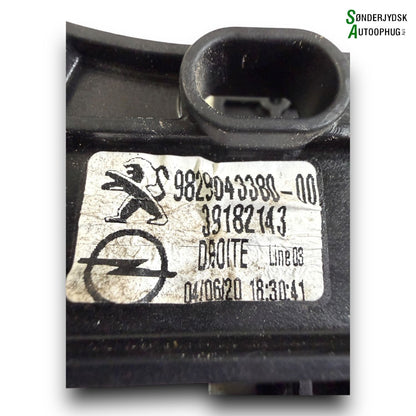 SØNDERJYDSK
AUTOOPHUG
9829043380-00
39182143
DROITE Line 03
04/06/20 18:30:41